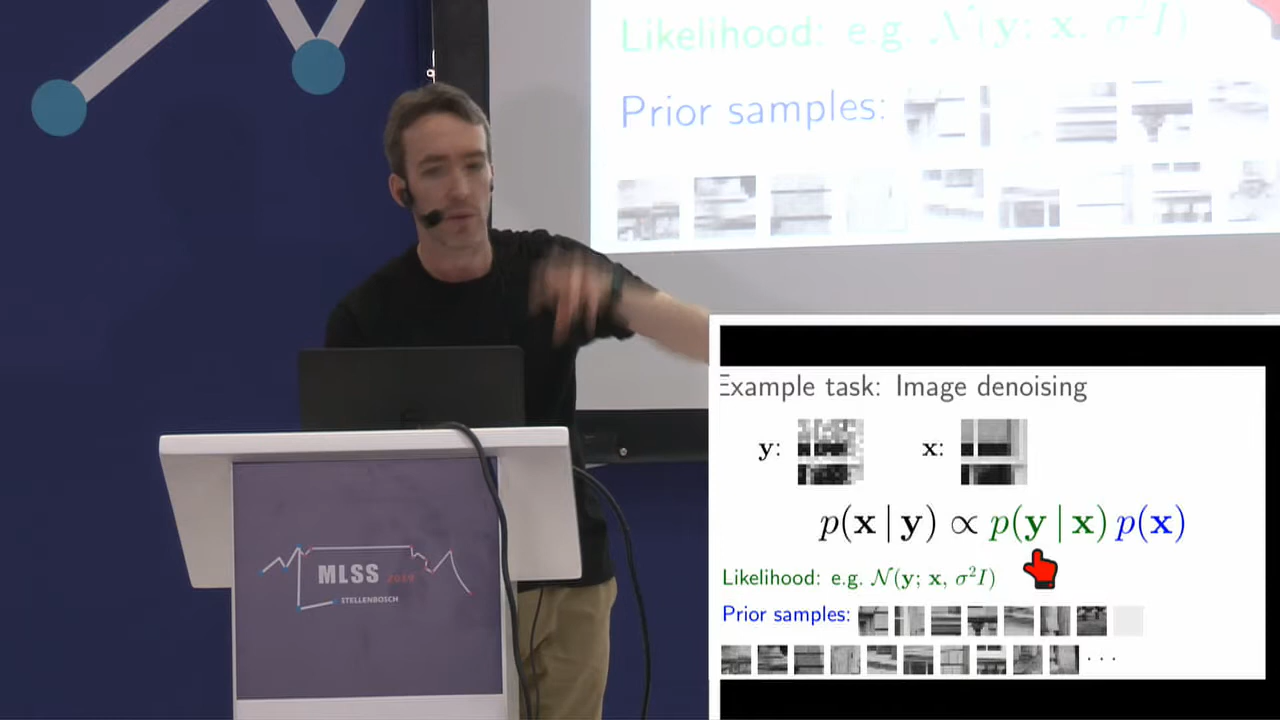 Likelihood: e.g. 𝒩(y; x, σ²I)
Prior samples:
MLSS 2019
STELLENBOSCH
Example task: Image denoising
y: x:
p(x | y) ∝ p(y | x) p(x)
Likelihood: e.g. 𝒩(y; x, σ²I)
Prior samples:
· · ·